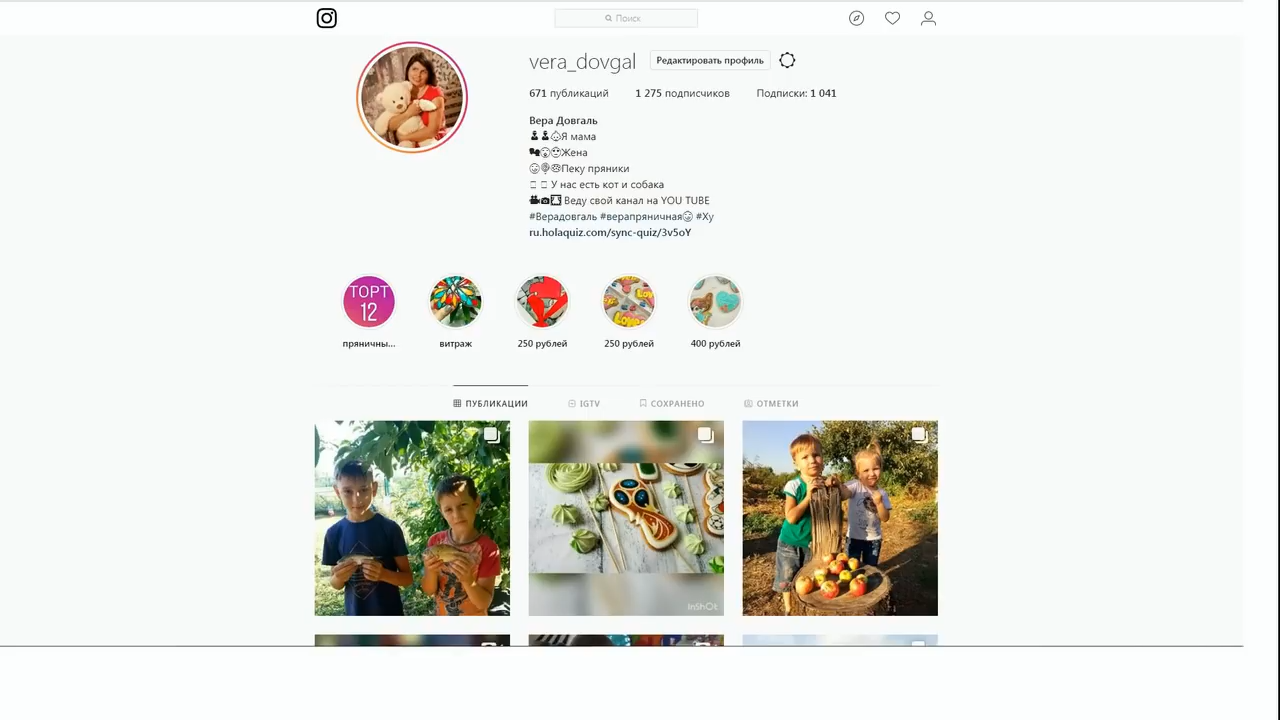 Поиск
vera_dovgal Редактировать профиль
671 публикаций 1 275 подписчиков Подписки: 1 041
Вера Довгаль
Я мама
Жена
Пеку пряники
У нас есть кот и собака
Веду свой канал на YOU TUBE
#Верадовгаль #верапряничная #Ху
ru.holaquiz.com/sync-quiz/3v5oY
ТОРТ
12
LOVE
пряничны... витраж 250 рублей 250 рублей 400 рублей
ПУБЛИКАЦИИ IGTV СОХРАНЕНО ОТМЕТКИ
InShOt